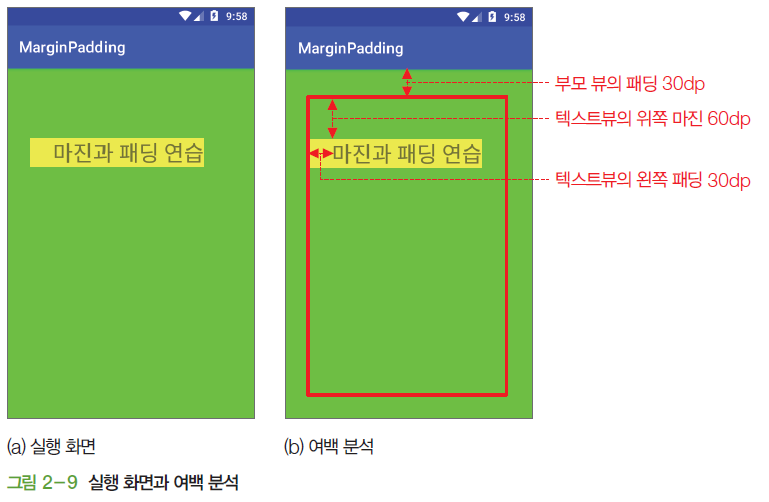 9:58
MarginPadding
마진과 패딩 연습
9:58
MarginPadding
마진과 패딩 연습
부모 뷰의 패딩 30dp
텍스트뷰의 위쪽 마진 60dp
텍스트뷰의 왼쪽 패딩 30dp
(a) 실행 화면
(b) 여백 분석
그림 2-9 실행 화면과 여백 분석